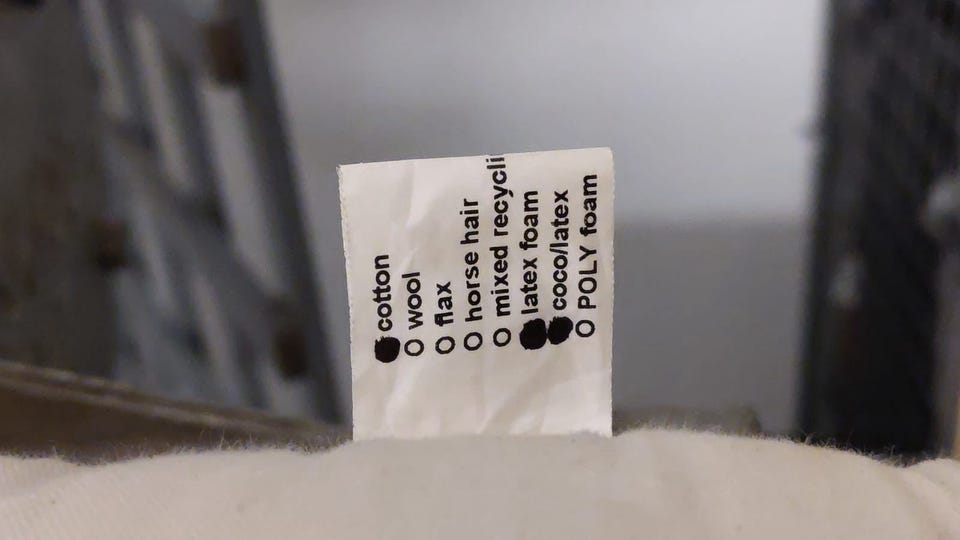 cotton
O wool
O flax
O horse hair
O mixed recycli
latex foam
coco/latex
O POLY foam